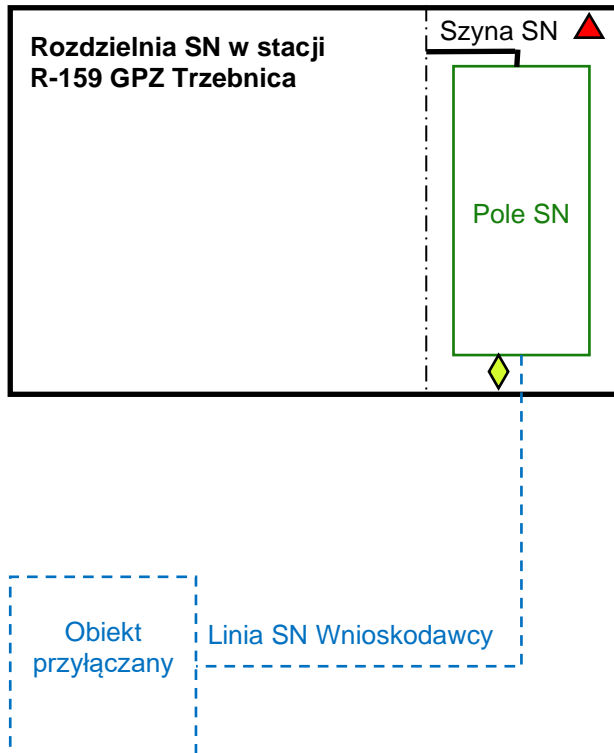 Rozdzielnia SN w stacji
R-159 GPZ Trzebnica
Szyna SN
Pole SN
Obiekt
przyłączany
Linia SN Wnioskodawcy